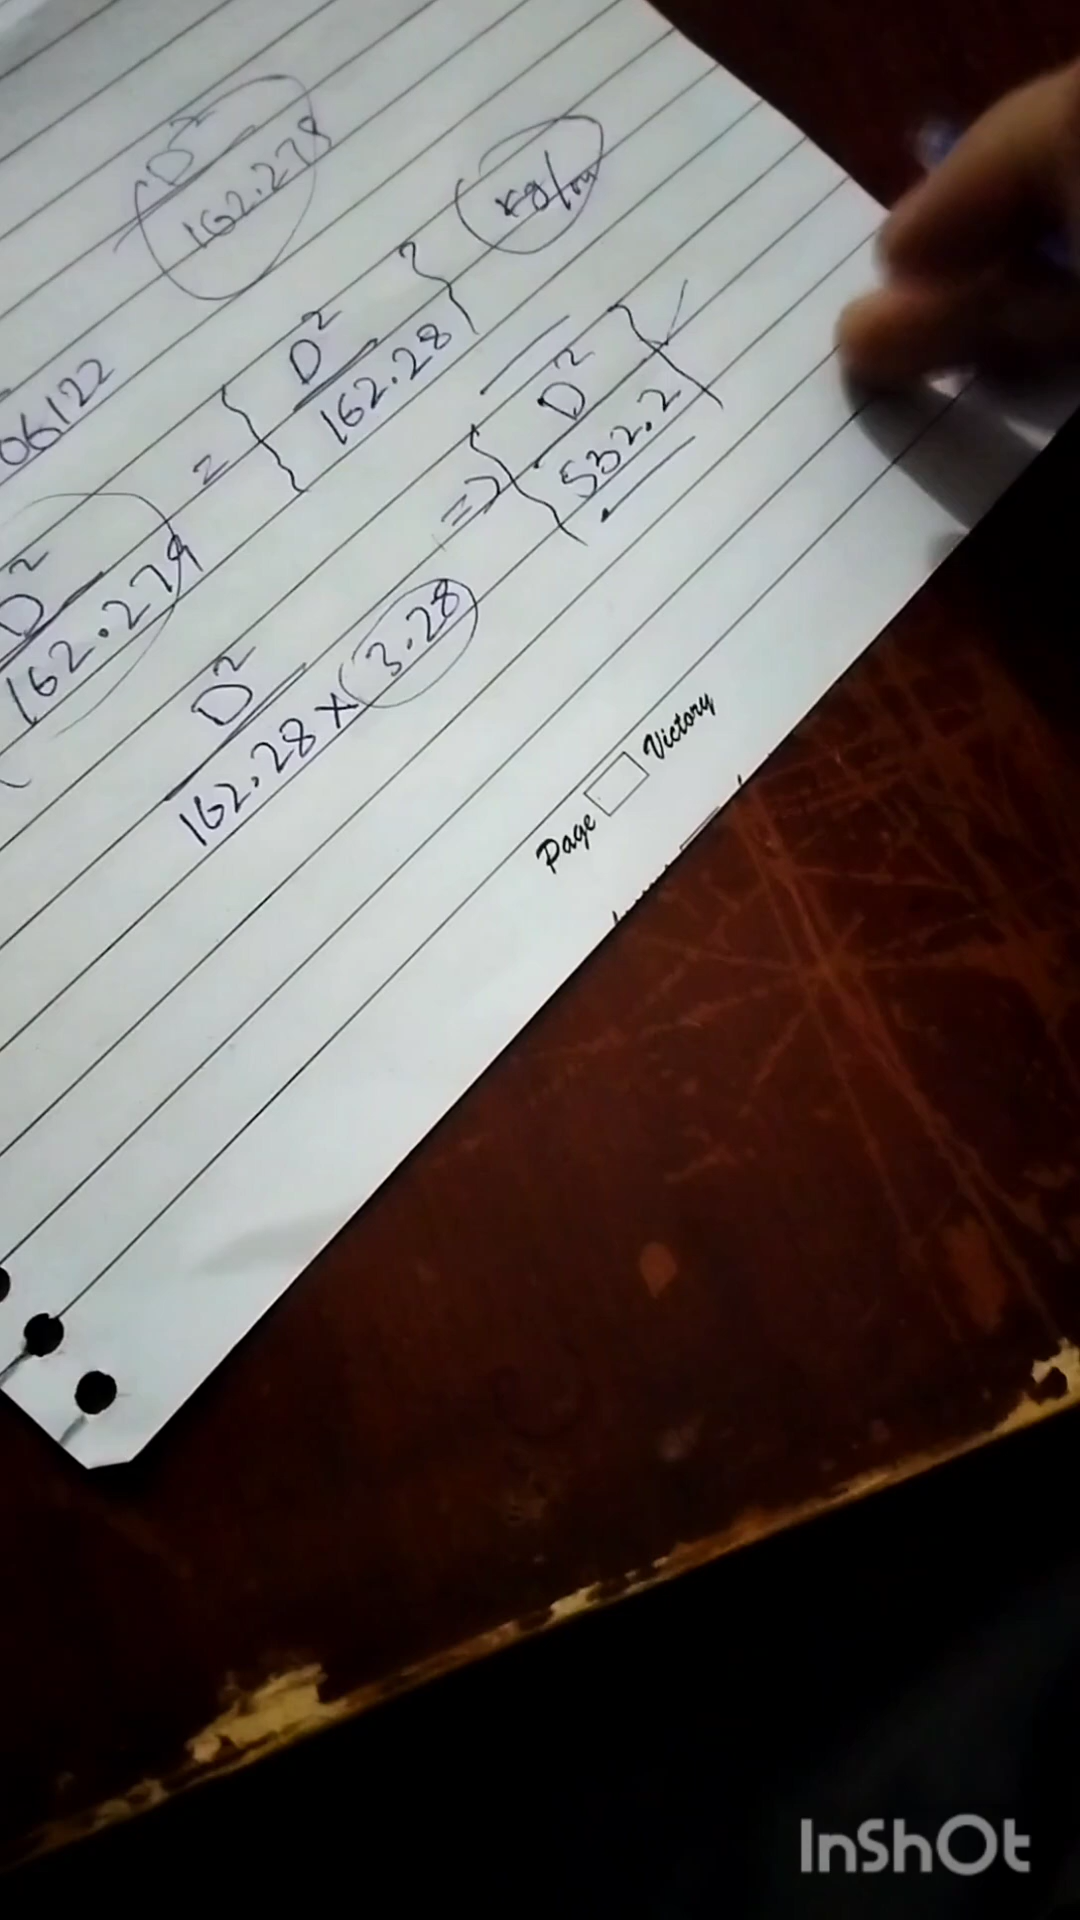 D²
162.278
kg/m
06122
= { D²
162.28 }
D²
162.279
=> { D²
532.2 }
D²
162.28 × (3.28
Page
Victory
InShOt